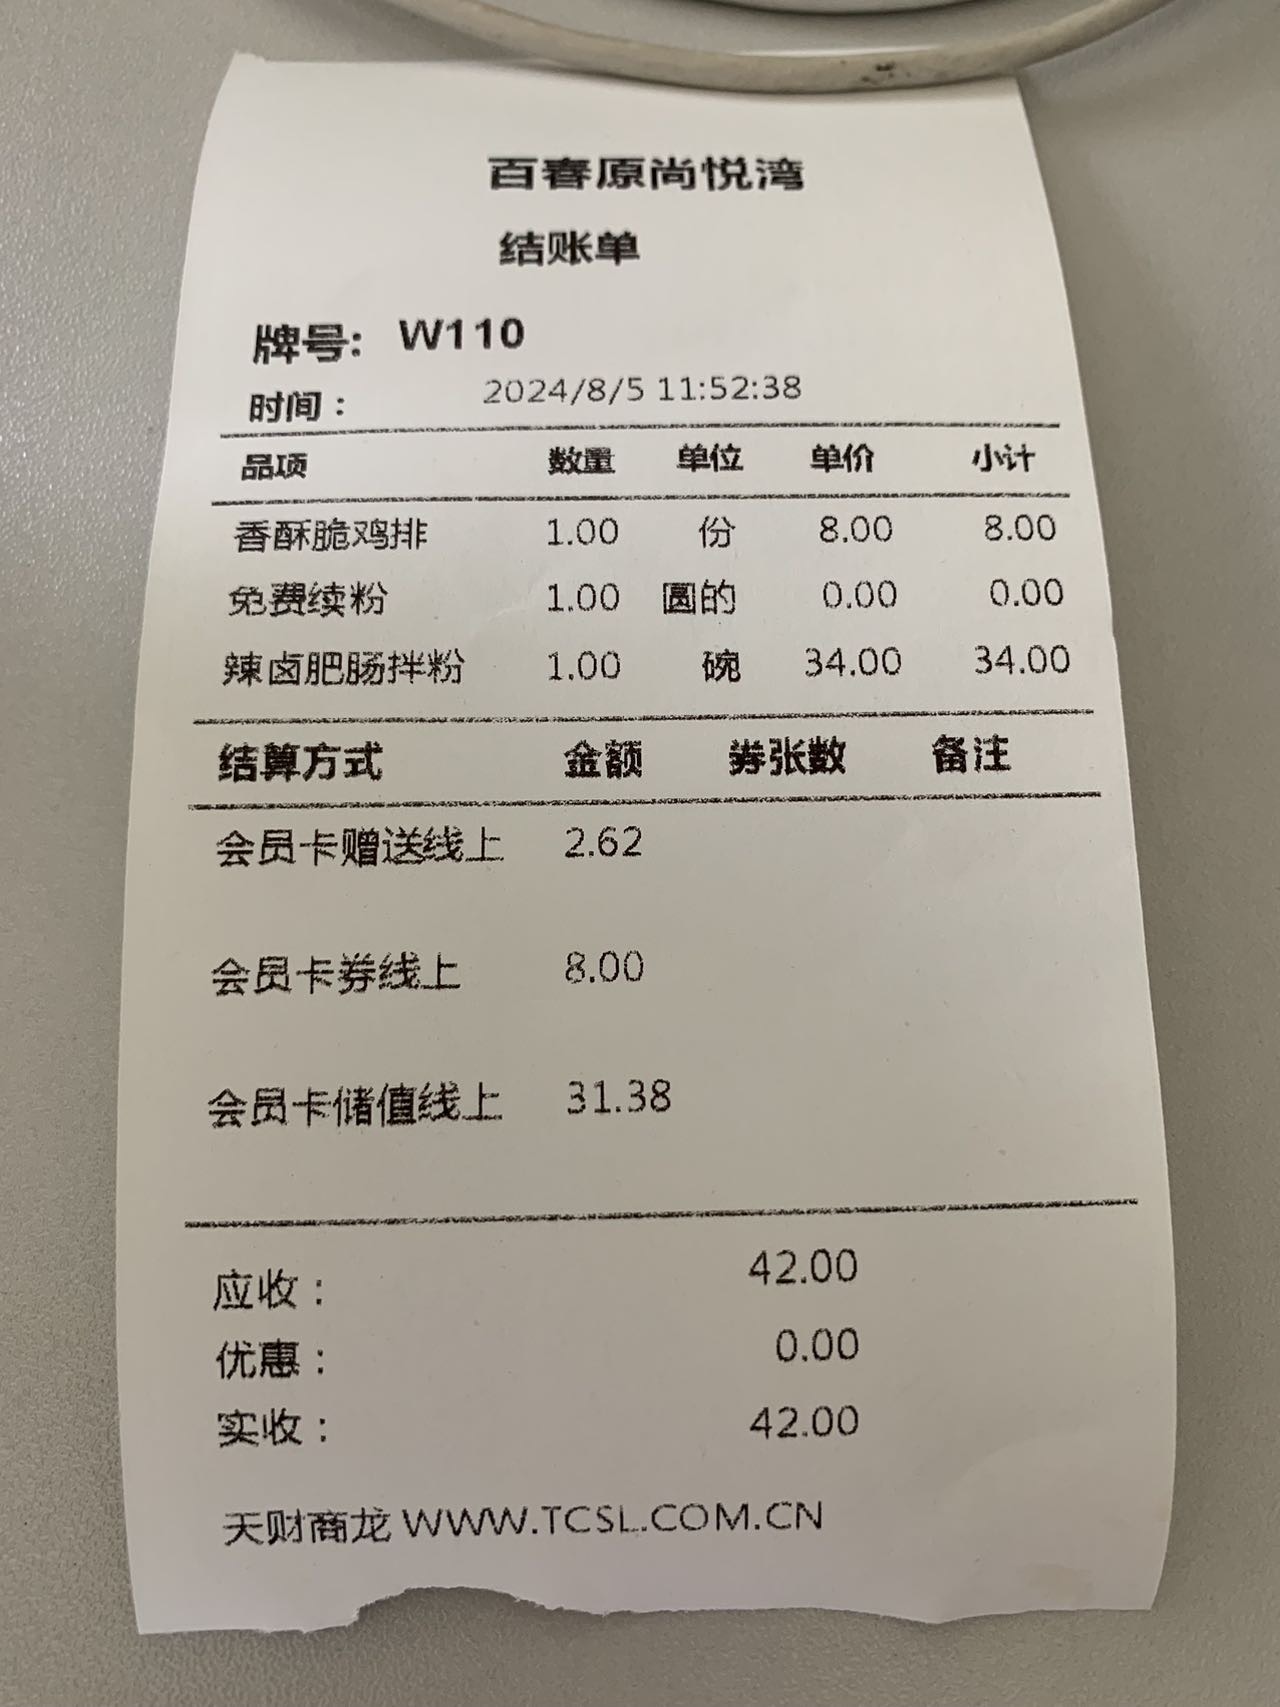 百春原尚悦湾
结账单
牌号: W110
时间： 2024/8/5 11:52:38
品项 数量 单位 单价 小计
香酥脆鸡排 1.00 份 8.00 8.00
免费续粉 1.00 圆的 0.00 0.00
辣卤肥肠拌粉 1.00 碗 34.00 34.00
结算方式 金额 券张数 备注
会员卡赠送线上 2.62
会员卡券线上 8.00
会员卡储值线上 31.38
应收： 42.00
优惠： 0.00
实收： 42.00
天财商龙 WWW.TCSL.COM.CN